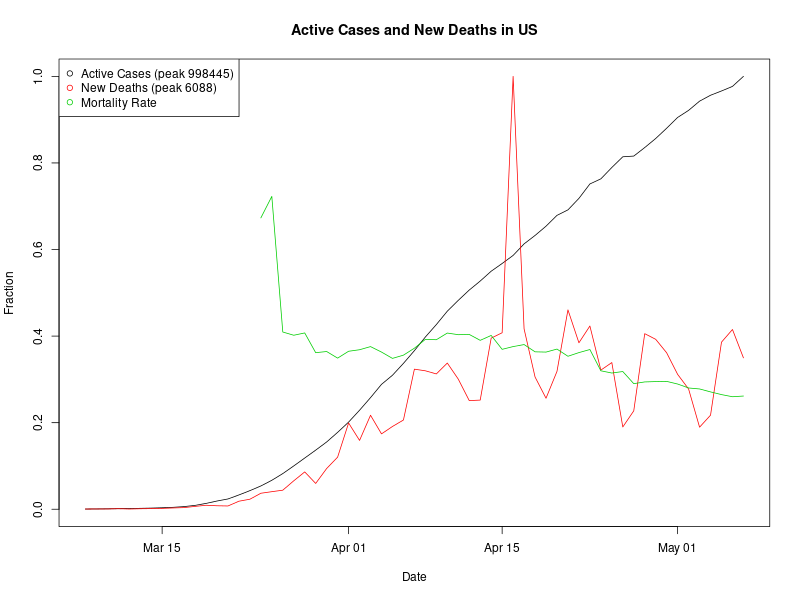 Active Cases and New Deaths in US
Active Cases (peak 998445)
New Deaths (peak 6088)
Mortality Rate
Fraction
1.0
0.8
0.6
0.4
0.2
0.0
Mar 15
Apr 01
Apr 15
May 01
Date